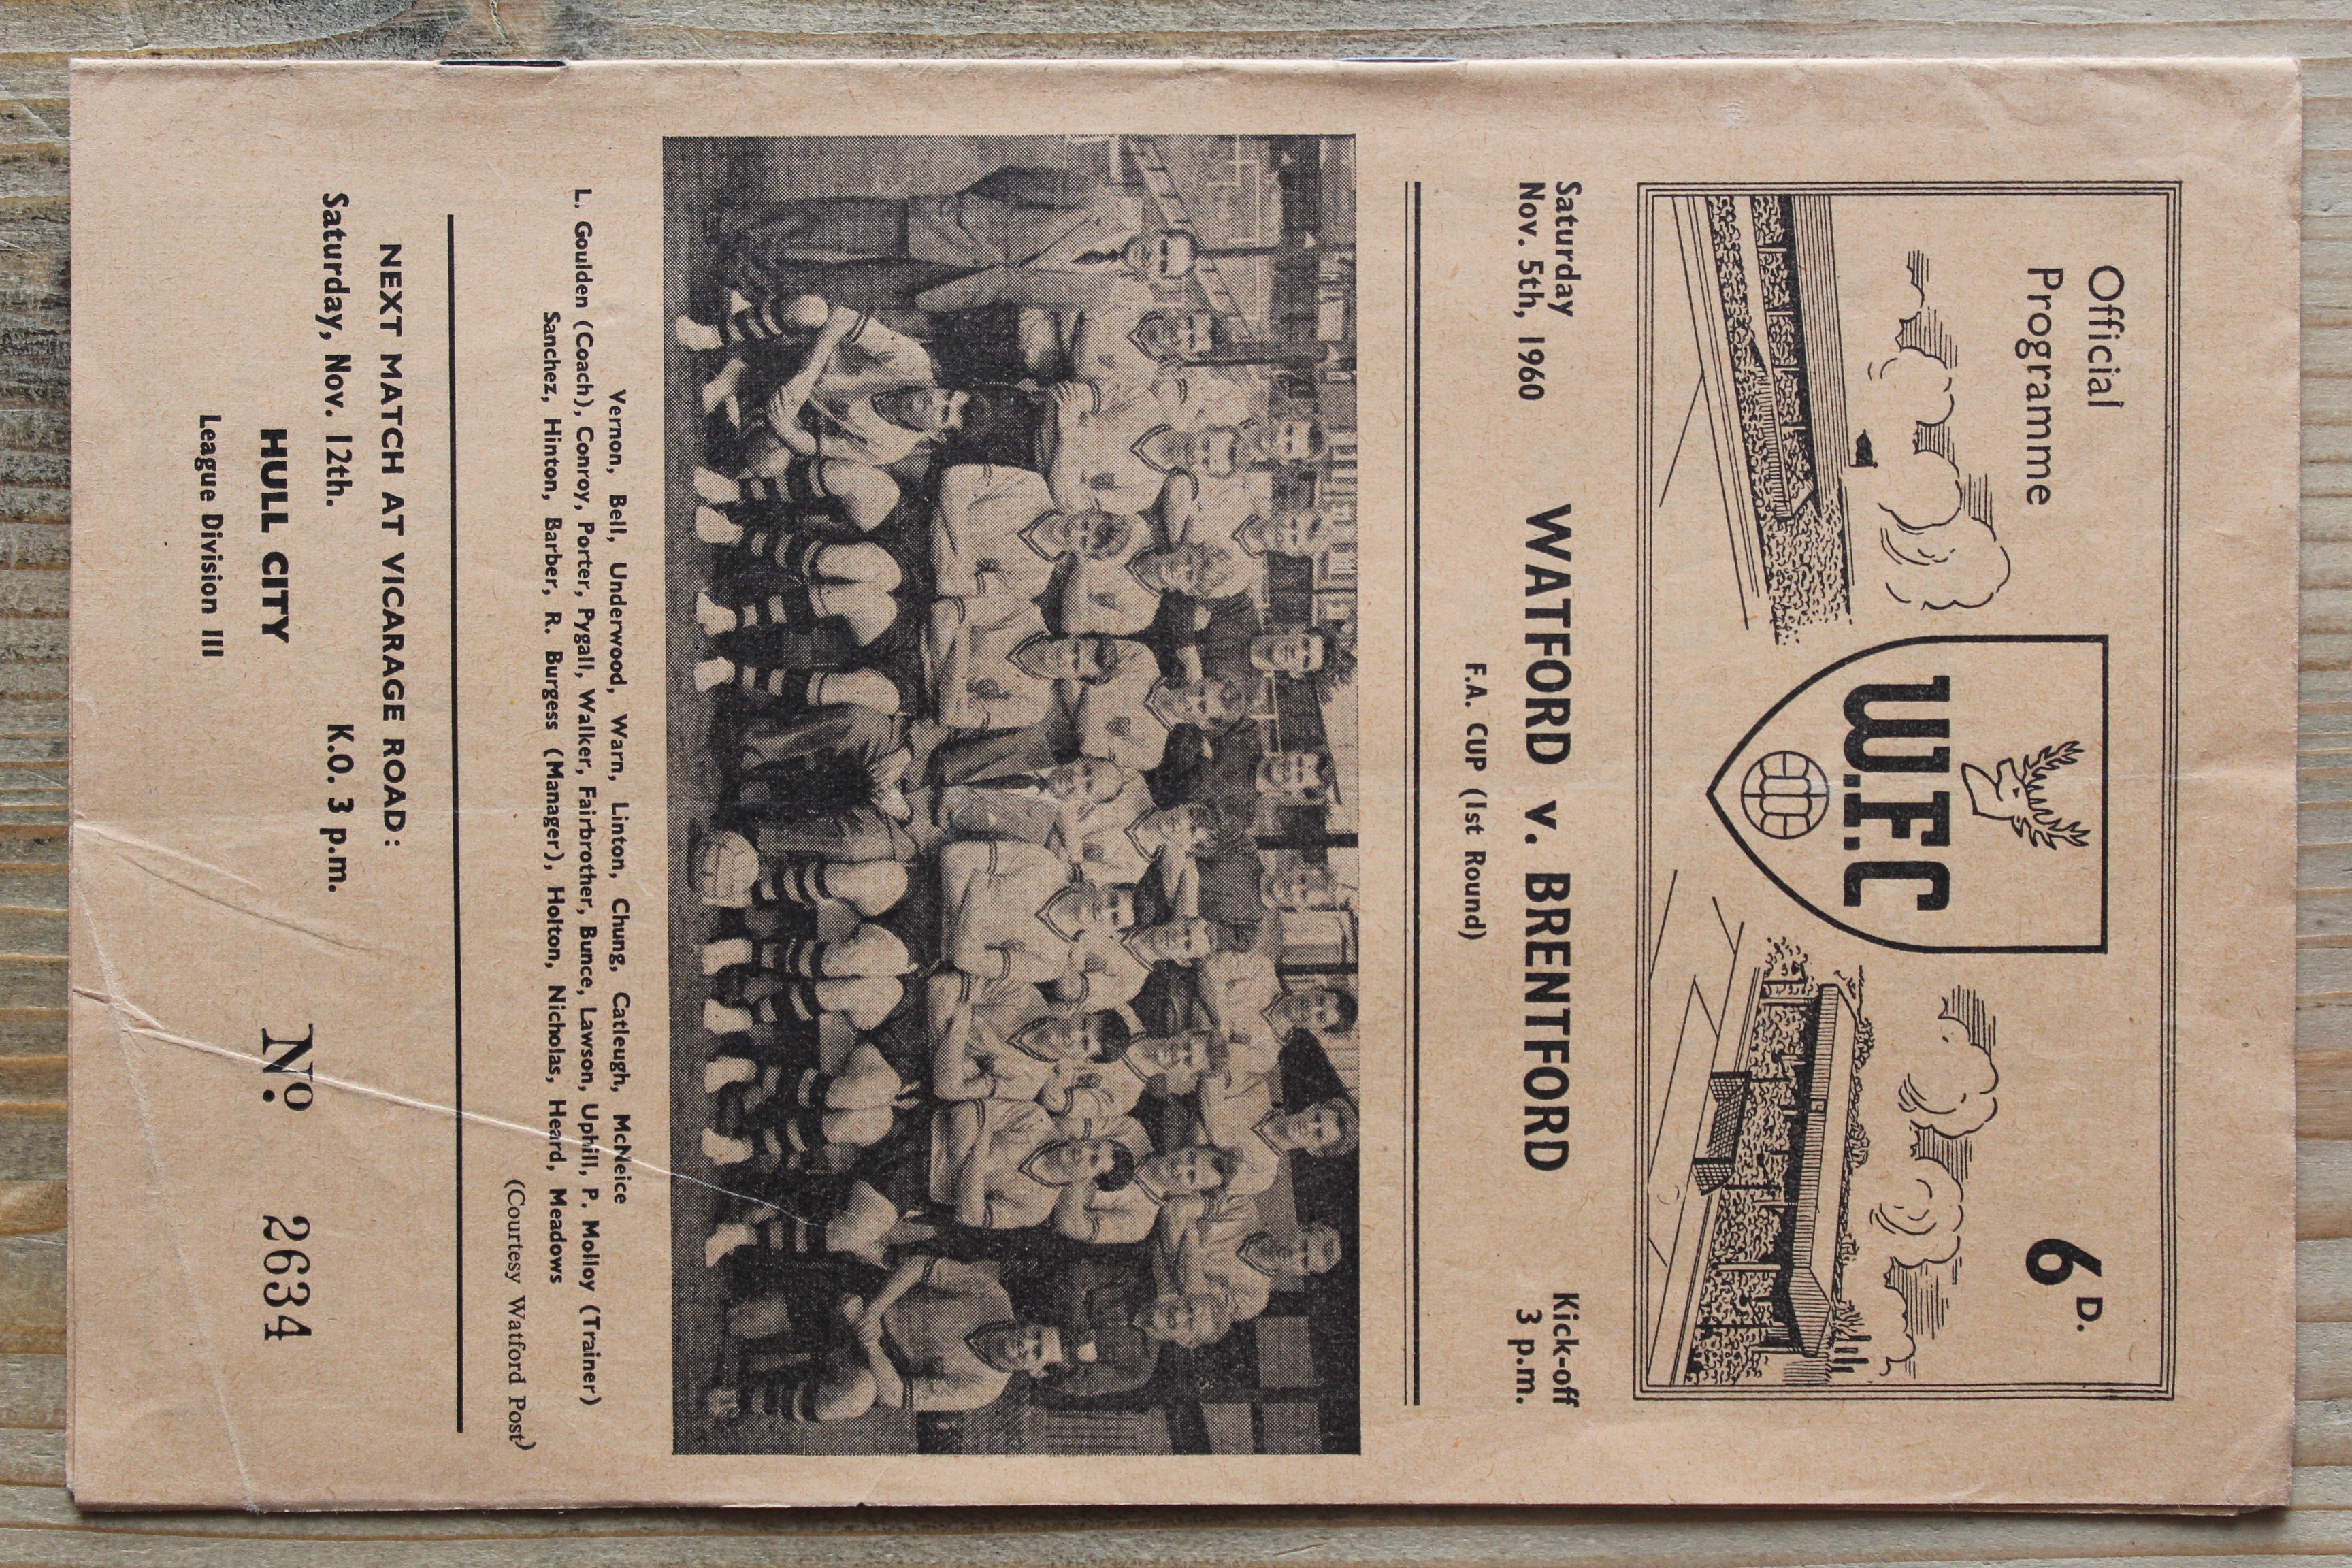 Official
Programme
6 D.
W.F.C
Saturday
Nov. 5th, 1960
WATFORD v. BRENTFORD
Kick-off
3 p.m.
F.A. CUP (1st Round)
Vernon, Bell, Underwood, Warn, Linton, Chung, Catleugh, McNeice
L. Goulden (Coach), Conroy, Porter, Pygall, Walker, Fairbrother, Bunce, Lawson, Uphill, P. Molloy (Trainer)
Sanchez, Hinton, Barber, R. Burgess (Manager), Holton, Nicholas, Heard, Meadows
(Courtesy Watford Post)
NEXT MATCH AT VICARAGE ROAD:
Saturday, Nov. 12th. K.O. 3 p.m.
HULL CITY
League Division III
Nº. 2634